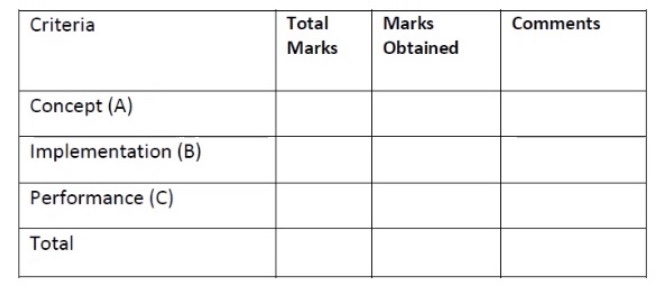 Criteria
Total Marks
Marks Obtained
Comments
Concept (A)
Implementation (B)
Performance (C)
Total